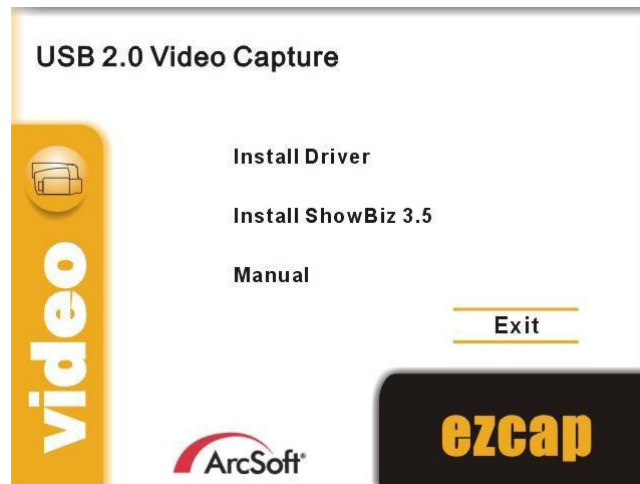 USB 2.0 Video Capture
Install Driver
Install ShowBiz 3.5
Manual
Exit
video
ArcSoft®
ezcap